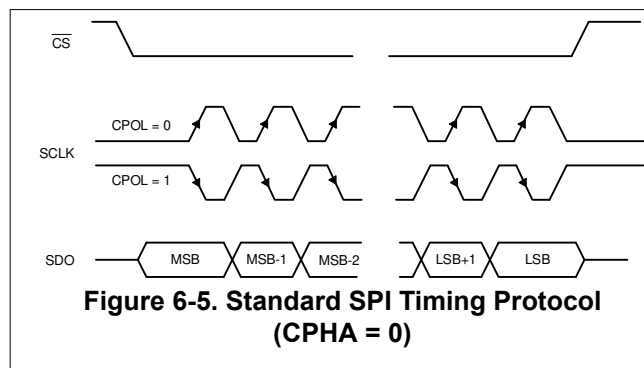 CS
CPOL = 0
SCLK
CPOL = 1
SDO
MSB
MSB-1
MSB-2
LSB+1
LSB
Figure 6-5. Standard SPI Timing Protocol
(CPHA = 0)